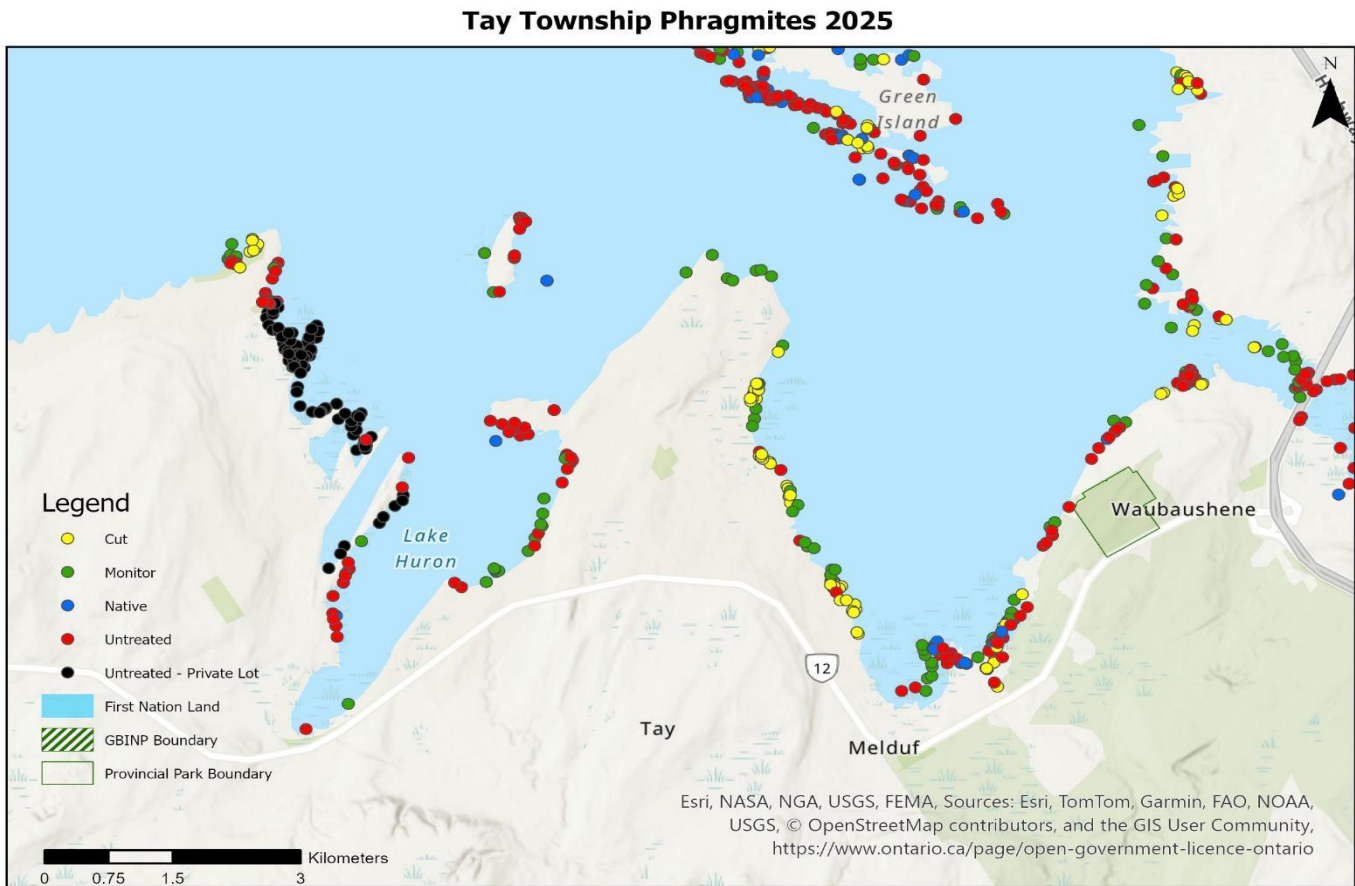 Tay Township Phragmites 2025
N
Green
Island
Legend
Cut
Monitor
Native
Untreated
Untreated - Private Lot
First Nation Land
GBINP Boundary
Provincial Park Boundary
Lake
Huron
Waubaushene
12
Tay
Melduf
Esri, NASA, NGA, USGS, FEMA, Sources: Esri, TomTom, Garmin, FAO, NOAA,
USGS, © OpenStreetMap contributors, and the GIS User Community,
https://www.ontario.ca/page/open-government-licence-ontario
Kilometers
0 0.75 1.5 3